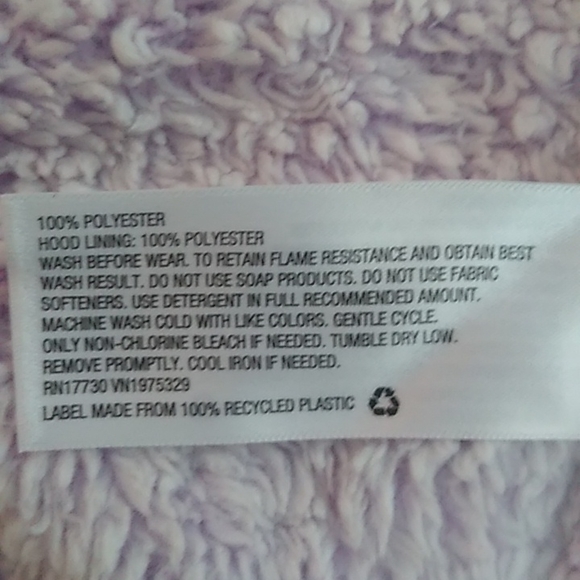 100% POLYESTER
HOOD LINING: 100% POLYESTER
WASH BEFORE WEAR. TO RETAIN FLAME RESISTANCE AND OBTAIN BEST
WASH RESULT. DO NOT USE SOAP PRODUCTS. DO NOT USE FABRIC
SOFTENERS. USE DETERGENT IN FULL RECOMMENDED AMOUNT.
MACHINE WASH COLD WITH LIKE COLORS. GENTLE CYCLE.
ONLY NON-CHLORINE BLEACH IF NEEDED. TUMBLE DRY LOW.
REMOVE PROMPTLY. COOL IRON IF NEEDED.
RN17730 VN1975329
LABEL MADE FROM 100% RECYCLED PLASTIC